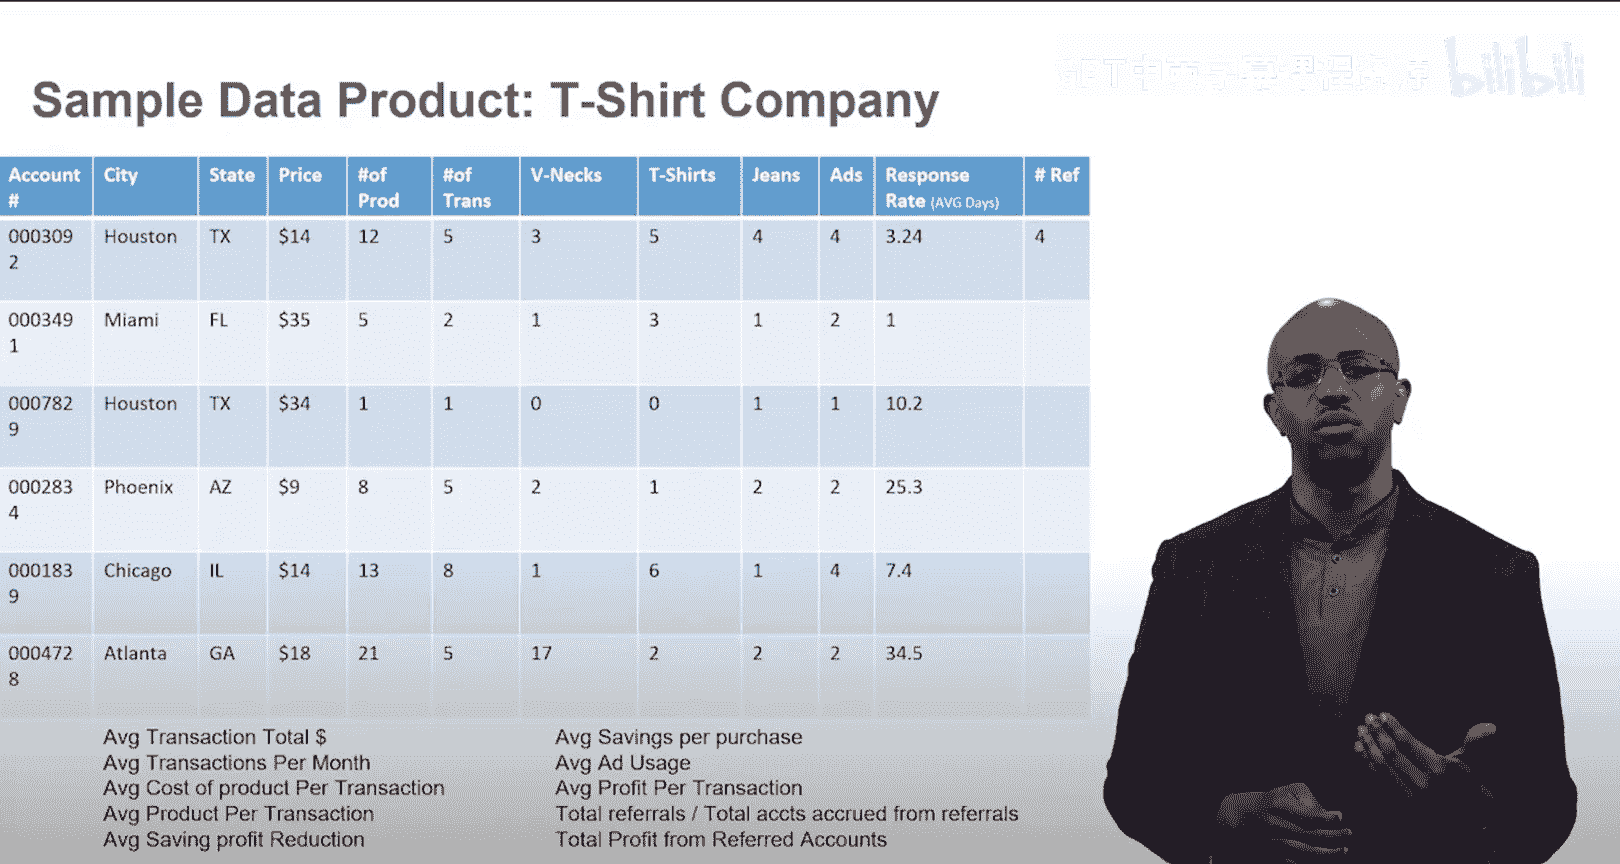 Sample Data Product: T-Shirt Company
bilibili
Account # City State Price #of Prod #of Trans V-Necks T-Shirts Jeans Ads Response Rate (AVG Days) # Ref
0003092 Houston TX $14 12 5 3 5 4 4 3.24 4
0003491 Miami FL $35 5 2 1 3 1 2 1
0007829 Houston TX $34 1 1 0 0 1 1 10.2
0002834 Phoenix AZ $9 8 5 2 1 2 2 25.3
0001839 Chicago IL $14 13 8 1 6 1 4 7.4
0004728 Atlanta GA $18 21 5 17 2 2 2 34.5
Avg Transaction Total $
Avg Transactions Per Month
Avg Cost of product Per Transaction
Avg Product Per Transaction
Avg Saving profit Reduction
Avg Savings per purchase
Avg Ad Usage
Avg Profit Per Transaction
Total referrals / Total accts accrued from referrals
Total Profit from Referred Accounts